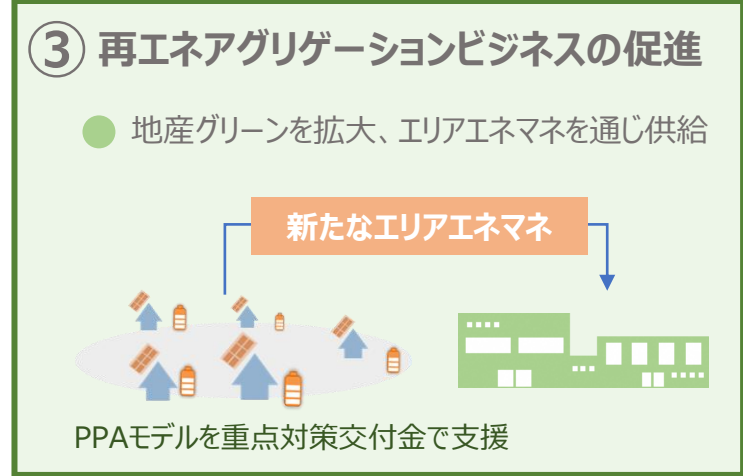 ③ 再エネアグリゲーションビジネスの促進
地産グリーンを拡大、エリアエネマネを通じ供給
新たなエリアエネマネ
PPAモデルを重点対策交付金で支援